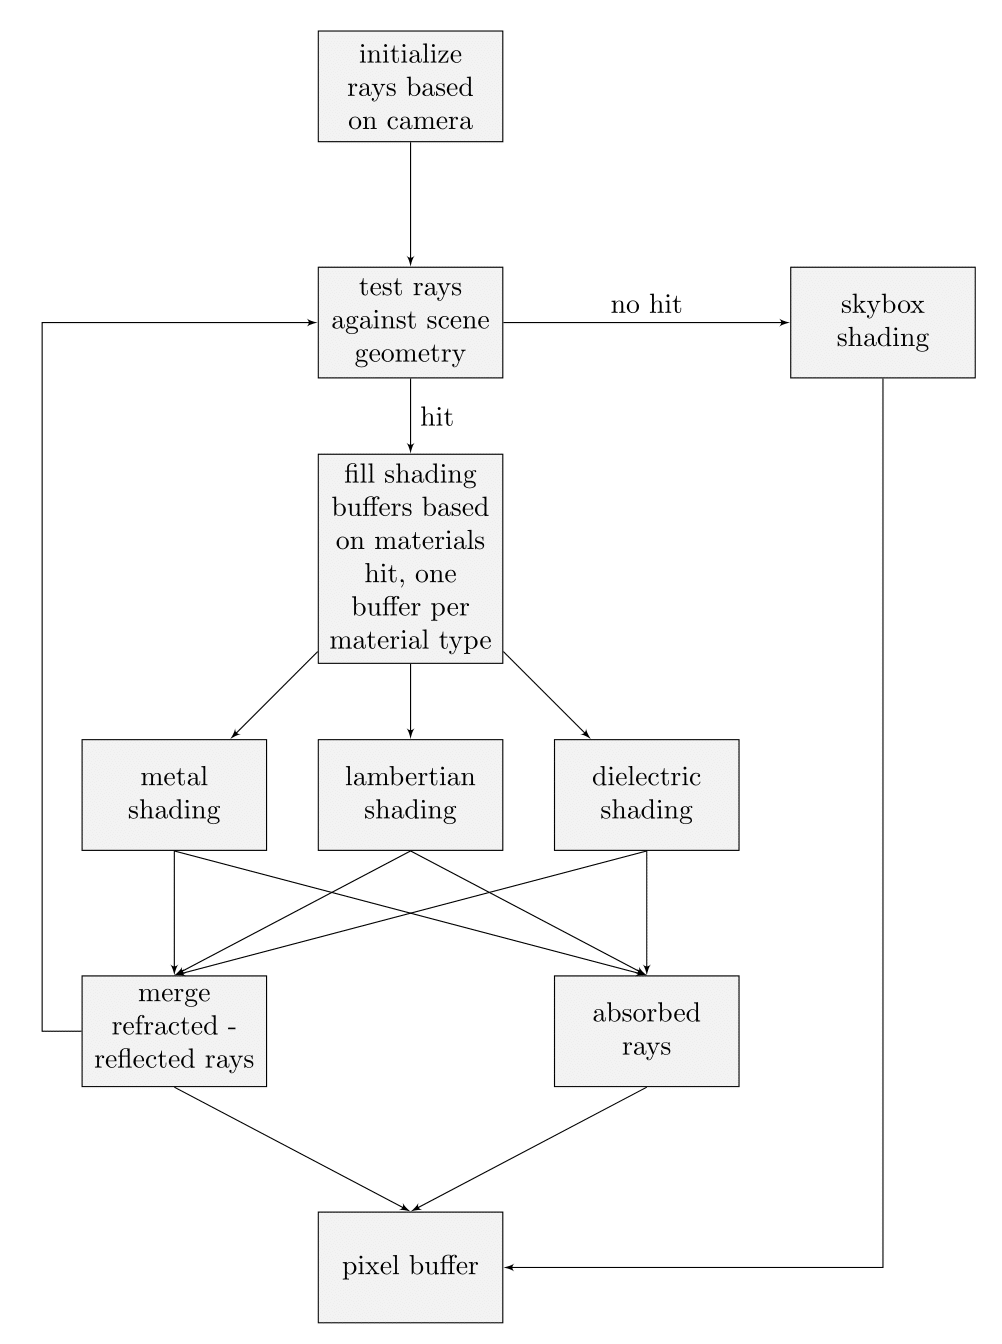 initialize
rays based
on camera
test rays
against scene
geometry
no hit
skybox
shading
hit
fill shading
buffers based
on materials
hit, one
buffer per
material type
metal
shading
lambertian
shading
dielectric
shading
merge
refracted -
reflected rays
absorbed
rays
pixel buffer